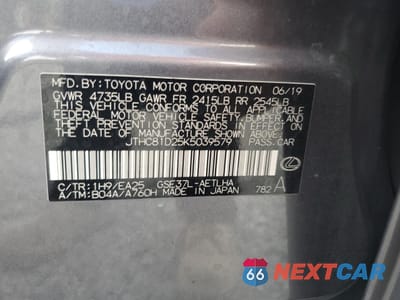 MFD. BY: TOYOTA MOTOR CORPORATION 06/19
GVWR 4735LB GAWR FR 2415LB RR 2545LB
THIS VEHICLE CONFORMS TO ALL APPLICABLE
FEDERAL MOTOR VEHICLE SAFETY, BUMPER, AND
THEFT PREVENTION STANDARDS IN EFFECT ON
THE DATE OF MANUFACTURE SHOWN ABOVE.
JTHC81D25K5039579 PASS.CAR
C/TR: 1H9/EA25 GSE37L-AETLHA
A/TM: B04A/A760H MADE IN JAPAN 782 A
66 NEXTCAR